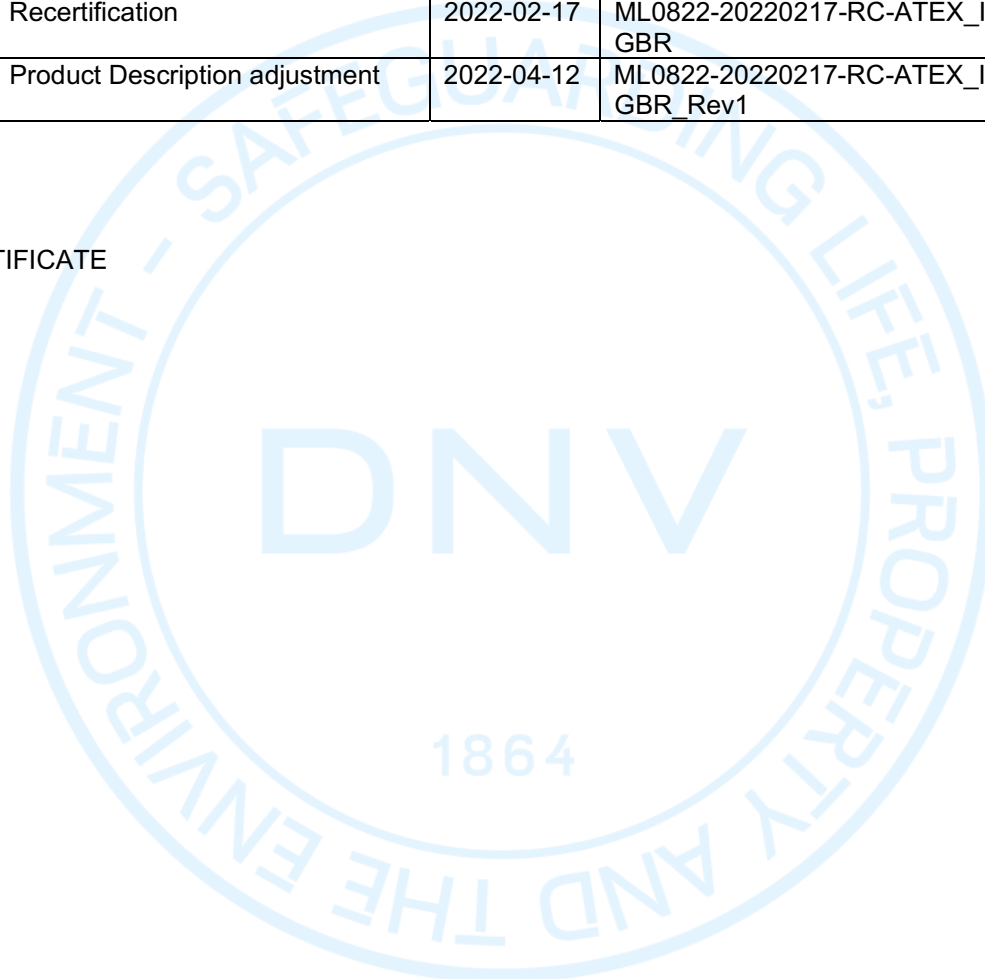 Recertification 2022-02-17 ML0822-20220217-RC-ATEX_I
GBR
Product Description adjustment 2022-04-12 ML0822-20220217-RC-ATEX_I
GBR_Rev1
TIFICATE
SAFEGUARDING LIFE, PROPERTY AND THE ENVIRONMENT -
DNV
1864